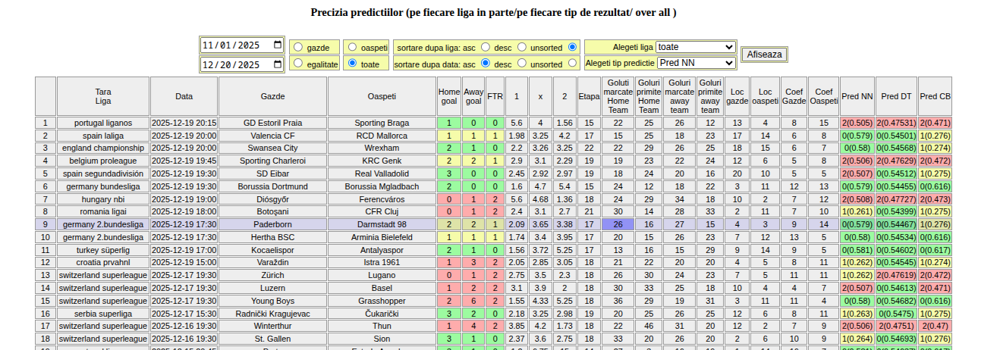 Precizia predictiilor (pe fiecare liga in parte/pe fiecare tip de rezultat/ over all )
11/01/2025 gazde oaspeti sortare dupa liga: asc desc unsorted Alegeti liga toate
12/20/2025 egalitate toate sortare dupa data: asc desc unsorted Alegeti tip predictie Pred NN Afiseaza
Tara Liga Data Gazde Oaspeti Home goal Away goal FTR 1 x 2 Etapa Goluti marcate Home Team Goluri primite Home Team Goluri marcate away team Goluri primite away team Loc gazde Loc oaspeti Coef Gazde Coef Oaspeti Pred NN Pred DT Pred CB
1 portugal liganos 2025-12-19 20:15 GD Estoril Praia Sporting Braga 1 0 0 5.6 4 1.56 15 22 25 26 12 13 4 8 15 2(0.505) 2(0.47531) 2(0.471)
2 spain laliga 2025-12-19 20:00 Valencia CF RCD Mallorca 1 1 1 1.98 3.25 4.2 17 15 25 18 23 17 14 6 8 0(0.579) 0(0.54501) 1(0.276)
3 england championship 2025-12-19 20:00 Swansea City Wrexham 2 1 0 2.2 3.26 3.25 22 22 29 26 25 18 15 6 7 0(0.58) 0(0.54568) 1(0.274)
4 belgium proleague 2025-12-19 19:45 Sporting Charleroi KRC Genk 2 2 1 2.9 3.1 2.29 19 19 23 22 24 12 6 5 8 2(0.506) 2(0.47629) 2(0.472)
5 spain segundadivisión 2025-12-19 19:30 SD Eibar Real Valladolid 3 0 0 2.45 2.92 2.97 19 18 24 20 16 20 10 5 5 2(0.507) 0(0.54512) 1(0.275)
6 germany bundesliga 2025-12-19 19:30 Borussia Dortmund Borussia Mgladbach 2 0 0 1.6 4.7 5.4 15 24 12 18 22 3 11 12 13 0(0.579) 0(0.54455) 0(0.616)
7 hungary nbi 2025-12-19 19:00 Diósgyőr Ferencváros 0 1 2 5.6 4.68 1.36 18 24 29 34 18 10 2 7 12 2(0.508) 2(0.47727) 2(0.473)
8 romania ligai 2025-12-19 18:00 Botoșani CFR Cluj 0 1 2 2.4 3.1 2.7 21 30 14 28 33 2 11 7 10 1(0.261) 0(0.54399) 1(0.275)
9 germany 2.bundesliga 2025-12-19 17:30 Paderborn Darmstadt 98 2 2 1 2.09 3.65 3.38 17 26 16 27 15 4 3 9 14 0(0.579) 0(0.54467) 1(0.276)
10 germany 2.bundesliga 2025-12-19 17:30 Hertha BSC Arminia Bielefeld 1 1 1 1.74 3.4 3.95 17 20 15 26 23 7 12 13 5 0(0.58) 0(0.54534) 0(0.616)
11 turkey süperlig 2025-12-19 17:00 Kocaelispor Antalyaspor 2 1 0 1.56 3.72 5.25 17 13 16 15 29 9 14 9 5 0(0.581) 0(0.54602) 0(0.617)
12 croatia prvahnl 2025-12-19 15:00 Varaždin Istra 1961 1 3 2 2.05 2.85 3.05 18 21 22 20 20 4 5 8 11 1(0.262) 0(0.54545) 1(0.274)
13 switzerland superleague 2025-12-17 19:30 Zürich Lugano 0 1 2 2.75 3.5 2.3 18 26 30 24 23 7 5 11 11 1(0.262) 2(0.47619) 2(0.472)
14 switzerland superleague 2025-12-17 19:30 Luzern Basel 1 2 2 3.1 3.9 2 18 30 33 25 18 10 4 4 7 2(0.507) 0(0.54613) 2(0.471)
15 switzerland superleague 2025-12-17 19:30 Young Boys Grasshopper 2 6 2 1.55 4.33 5.25 18 36 29 19 31 3 11 11 4 0(0.58) 0(0.54682) 0(0.616)
16 serbia superliga 2025-12-17 15:30 Radnički Kragujevac Čukarički 3 2 0 2.18 3.25 2.98 19 20 25 26 25 12 6 8 11 1(0.263) 0(0.5475) 1(0.275)
17 switzerland superleague 2025-12-16 19:30 Winterthur Thun 1 4 2 3.85 4.2 1.73 18 22 46 31 20 12 2 7 9 2(0.506) 2(0.4751) 2(0.47)
18 switzerland superleague 2025-12-16 19:30 St. Gallen Sion 3 1 0 2.37 3.6 2.75 18 33 20 26 20 2 6 10 9 1(0.264) 0(0.54693) 1(0.276)